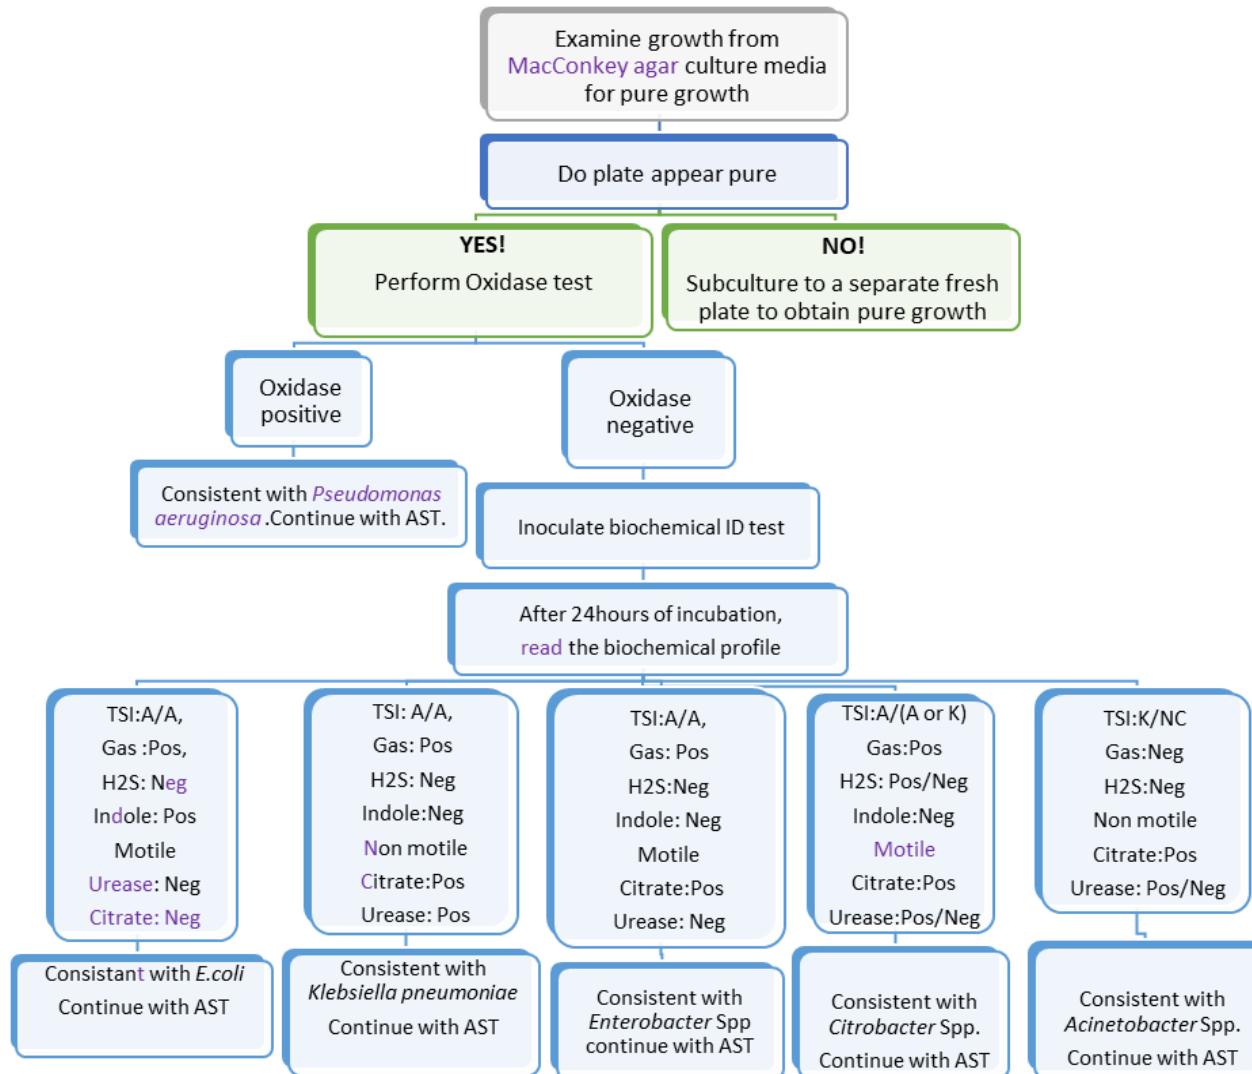 Examine growth from
MacConkey agar culture media
for pure growth
Do plate appear pure
YES!
Perform Oxidase test
NO!
Subculture to a separate fresh
plate to obtain pure growth
Oxidase
positive
Oxidase
negative
Consistent with Pseudomonas
aeruginosa .Continue with AST.
Inoculate biochemical ID test
After 24hours of incubation,
read the biochemical profile
TSI:A/A,
Gas :Pos,
H2S: Neg
Indole: Pos
Motile
Urease: Neg
Citrate: Neg
TSI: A/A,
Gas: Pos
H2S: Neg
Indole:Neg
Non motile
Citrate:Pos
Urease: Pos
TSI:A/A,
Gas: Pos
H2S:Neg
Indole: Neg
Motile
Citrate:Pos
Urease: Neg
TSI:A/(A or K)
Gas:Pos
H2S: Pos/Neg
Indole:Neg
Motile
Citrate:Pos
Urease:Pos/Neg
TSI:K/NC
Gas:Neg
H2S:Neg
Non motile
Citrate:Pos
Urease: Pos/Neg
Consistant with E.coli
Continue with AST
Consistent with
Klebsiella pneumoniae
Continue with AST
Consistent with
Enterobacter Spp
continue with AST
Consistent with
Citrobacter Spp.
Continue with AST
Consistent with
Acinetobacter Spp.
Continue with AST